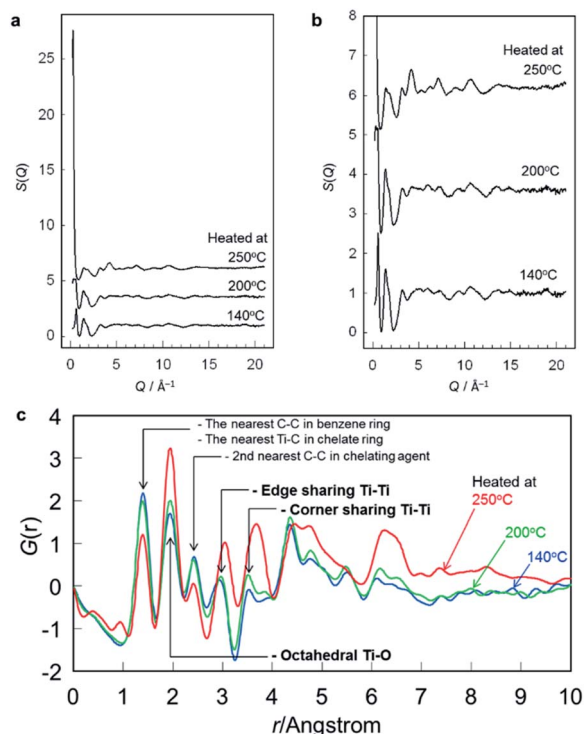 a
25
20
15
10
5
0
S(Q)
Heated at
250°C
200°C
140°C
0 5 10 15 20
Q / Å⁻¹
b
8
7
6
5
4
3
2
1
0
S(Q)
Heated at
250°C
200°C
140°C
0 5 10 15 20
Q / Å⁻¹
c
4
3
2
1
0
-1
-2
G(r)
- The nearest C-C in benzene ring
- The nearest Ti-C in chelate ring
- 2nd nearest C-C in chelating agent
- Edge sharing Ti-Ti
- Corner sharing Ti-Ti
Heated at
250°C
200°C
140°C
- Octahedral Ti-O
0 1 2 3 4 5 6 7 8 9 10
r/Angstrom